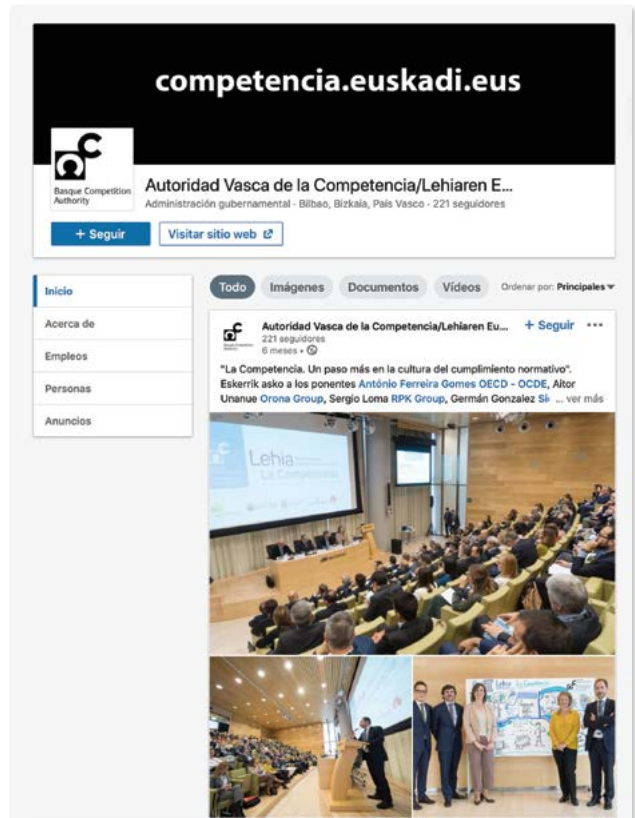 competencia.euskadi.eus
Basque Competition
Authority
Autoridad Vasca de la Competencia/Lehiaren E...
Administración gubernamental - Bilbao, Bizkaia, País Vasco - 221 seguidores
+ Seguir
Visitar sitio web
Inicio
Acerca de
Empleos
Personas
Anuncios
Todo
Imágenes
Documentos
Vídeos
Ordenar por: Principales
Autoridad Vasca de la Competencia/Lehiaren Eu...
+ Seguir
221 seguidores
6 meses •
"La Competencia. Un paso más en la cultura del cumplimiento normativo".
Eskerrik asko a los ponentes António Ferreira Gomes OECD - OCDE, Aitor
Unanue Orona Group, Sergio Loma RPK Group, Germán Gonzalez ... ver más
Lehia
La Competencia
Lehia La Competencia